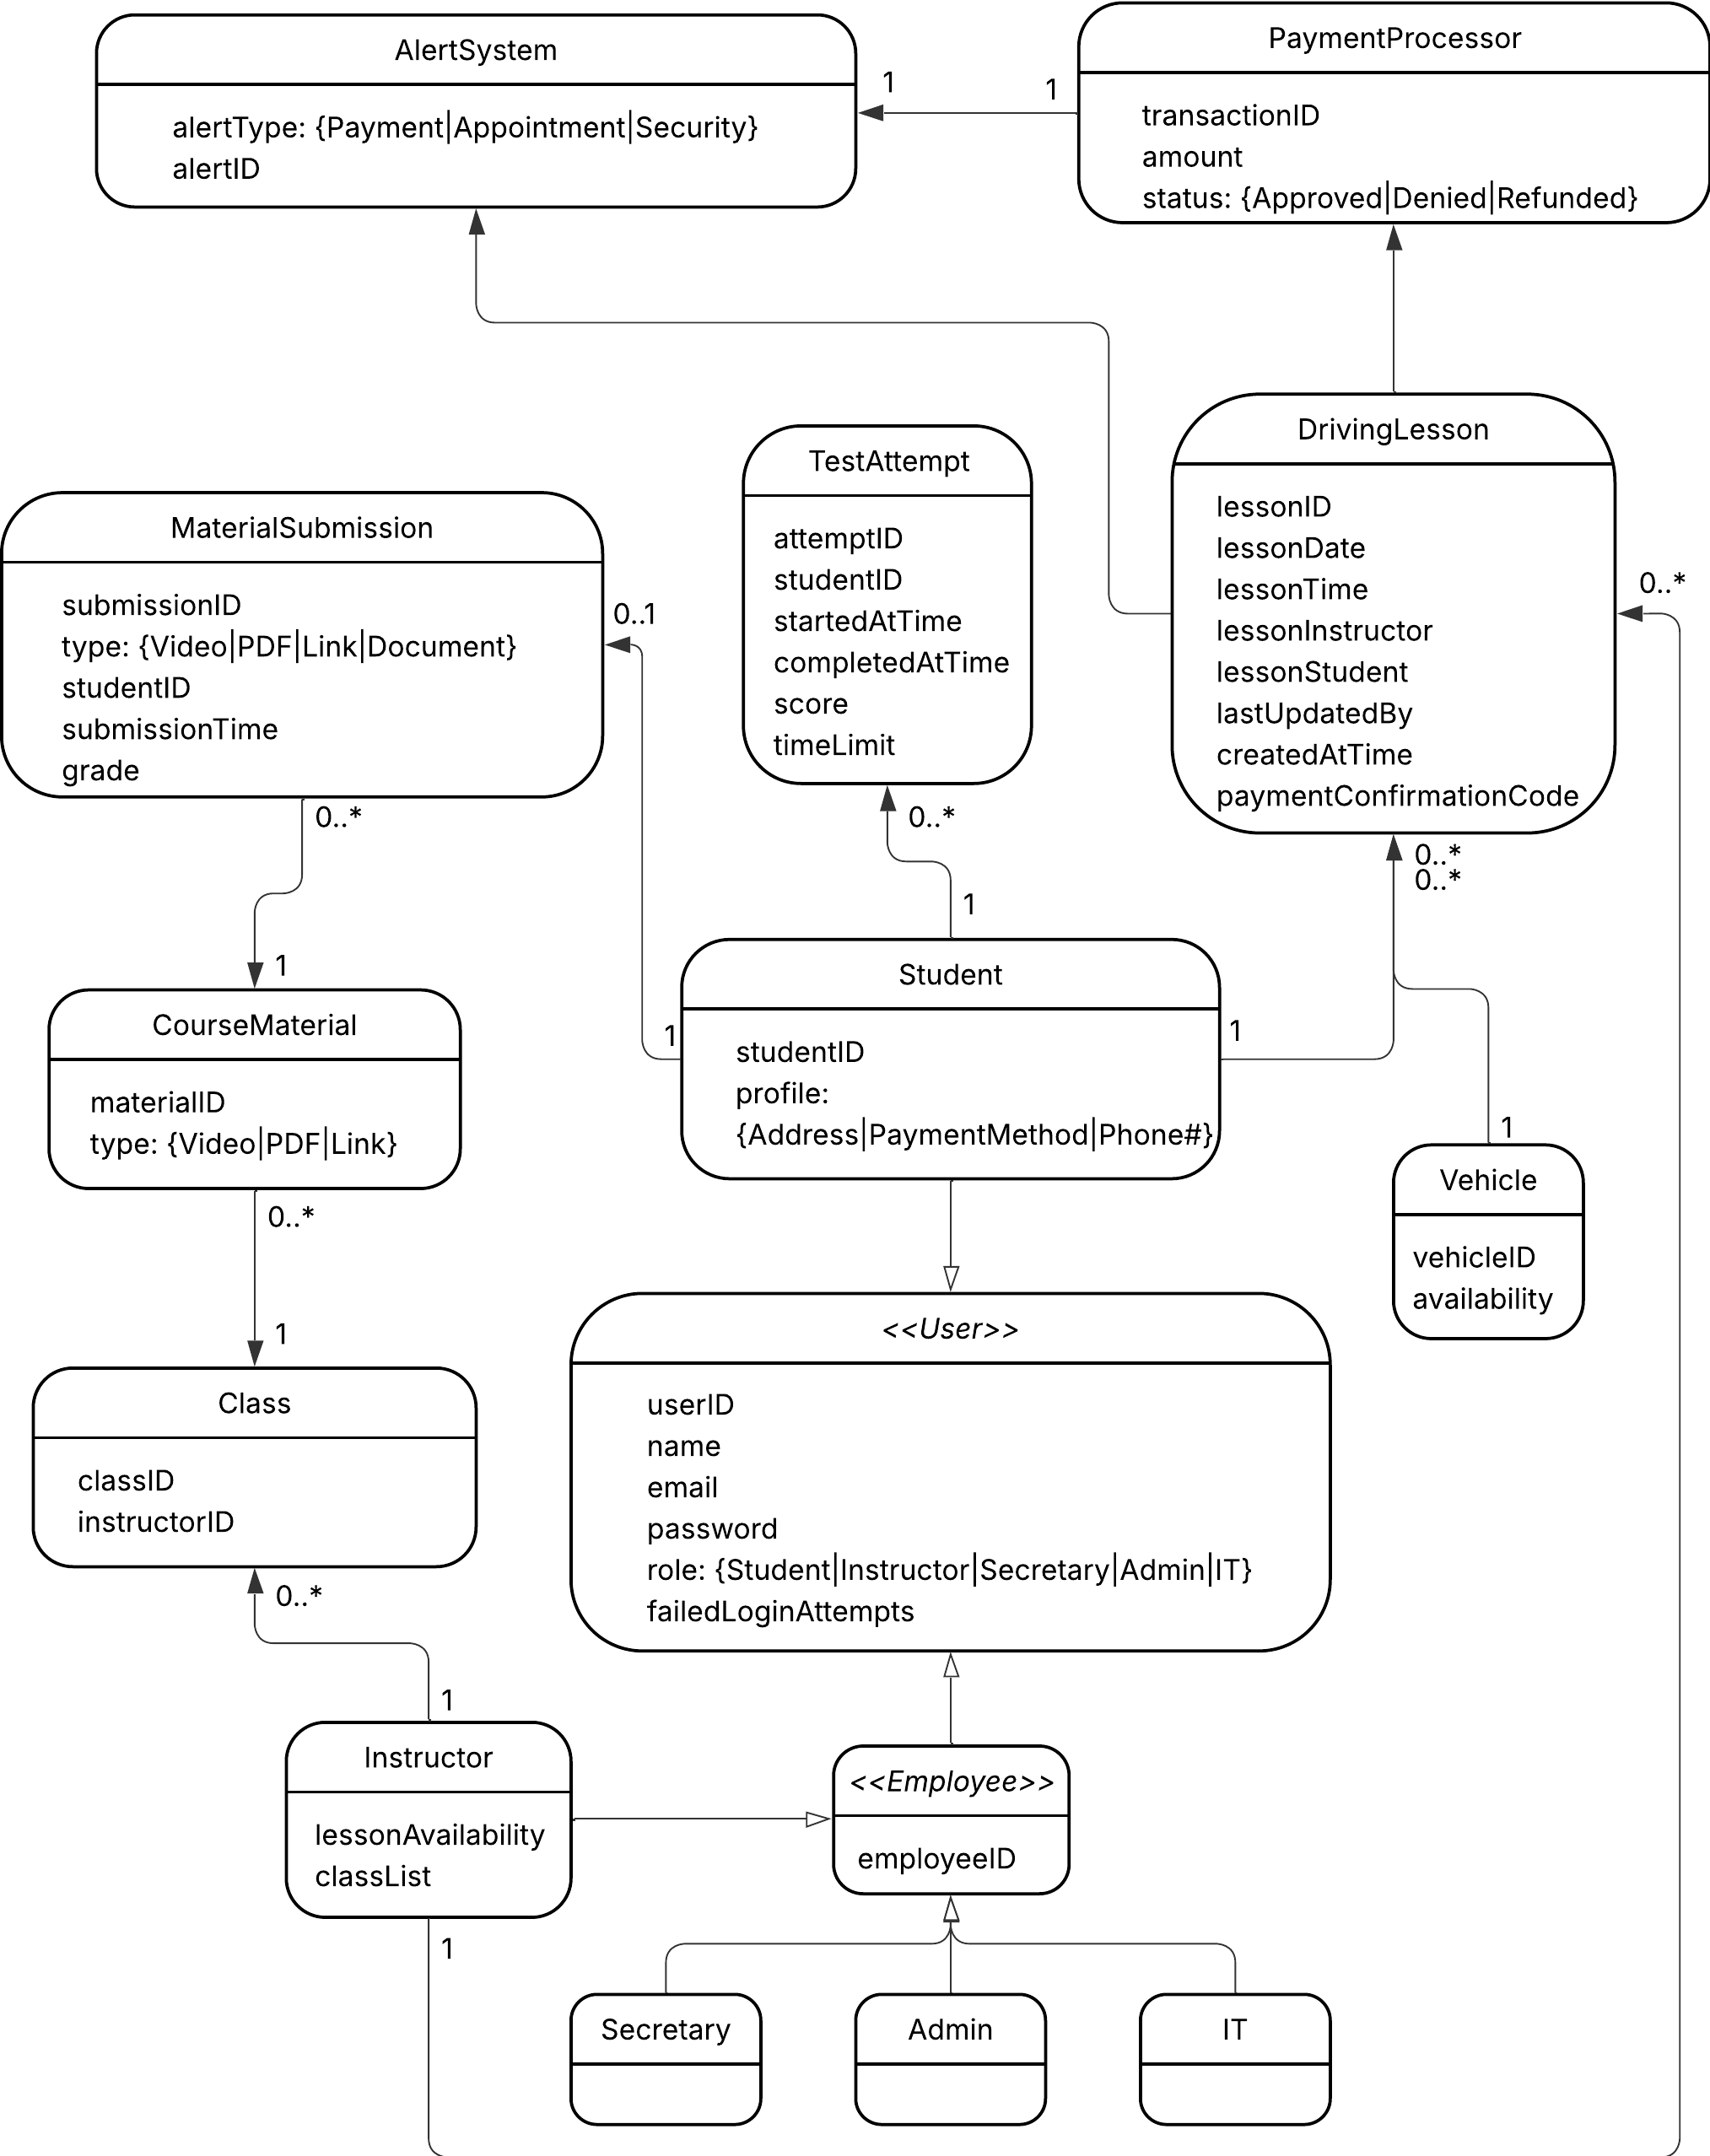 AlertSystem
alertType: {Payment|Appointment|Security}
alertID
1
1
PaymentProcessor
transactionID
amount
status: {Approved|Denied|Refunded}
DrivingLesson
lessonID
lessonDate
lessonTime
lessonInstructor
lessonStudent
lastUpdatedBy
createdAtTime
paymentConfirmationCode
0..*
0..*
0..*
TestAttempt
attemptID
studentID
startedAtTime
completedAtTime
score
timeLimit
0..*
1
MaterialSubmission
submissionID
type: {Video|PDF|Link|Document}
studentID
submissionTime
grade
0..1
0..*
1
CourseMaterial
materialID
type: {Video|PDF|Link}
0..*
1
Student
studentID
profile:
{Address|PaymentMethod|Phone#}
1
1
1
Vehicle
vehicleID
availability
Class
classID
instructorID
0..*
1
<<User>>
userID
name
email
password
role: {Student|Instructor|Secretary|Admin|IT}
failedLoginAttempts
Instructor
lessonAvailability
classList
1
<<Employee>>
employeeID
Secretary
Admin
IT